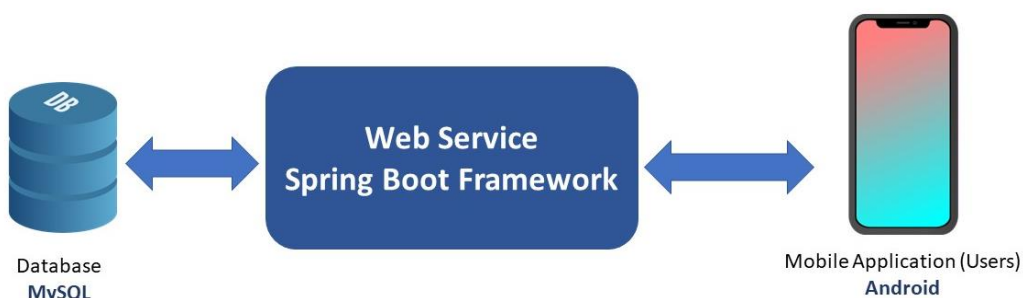 DB
Web Service
Spring Boot Framework
Database
MySQL
Mobile Application (Users)
Android